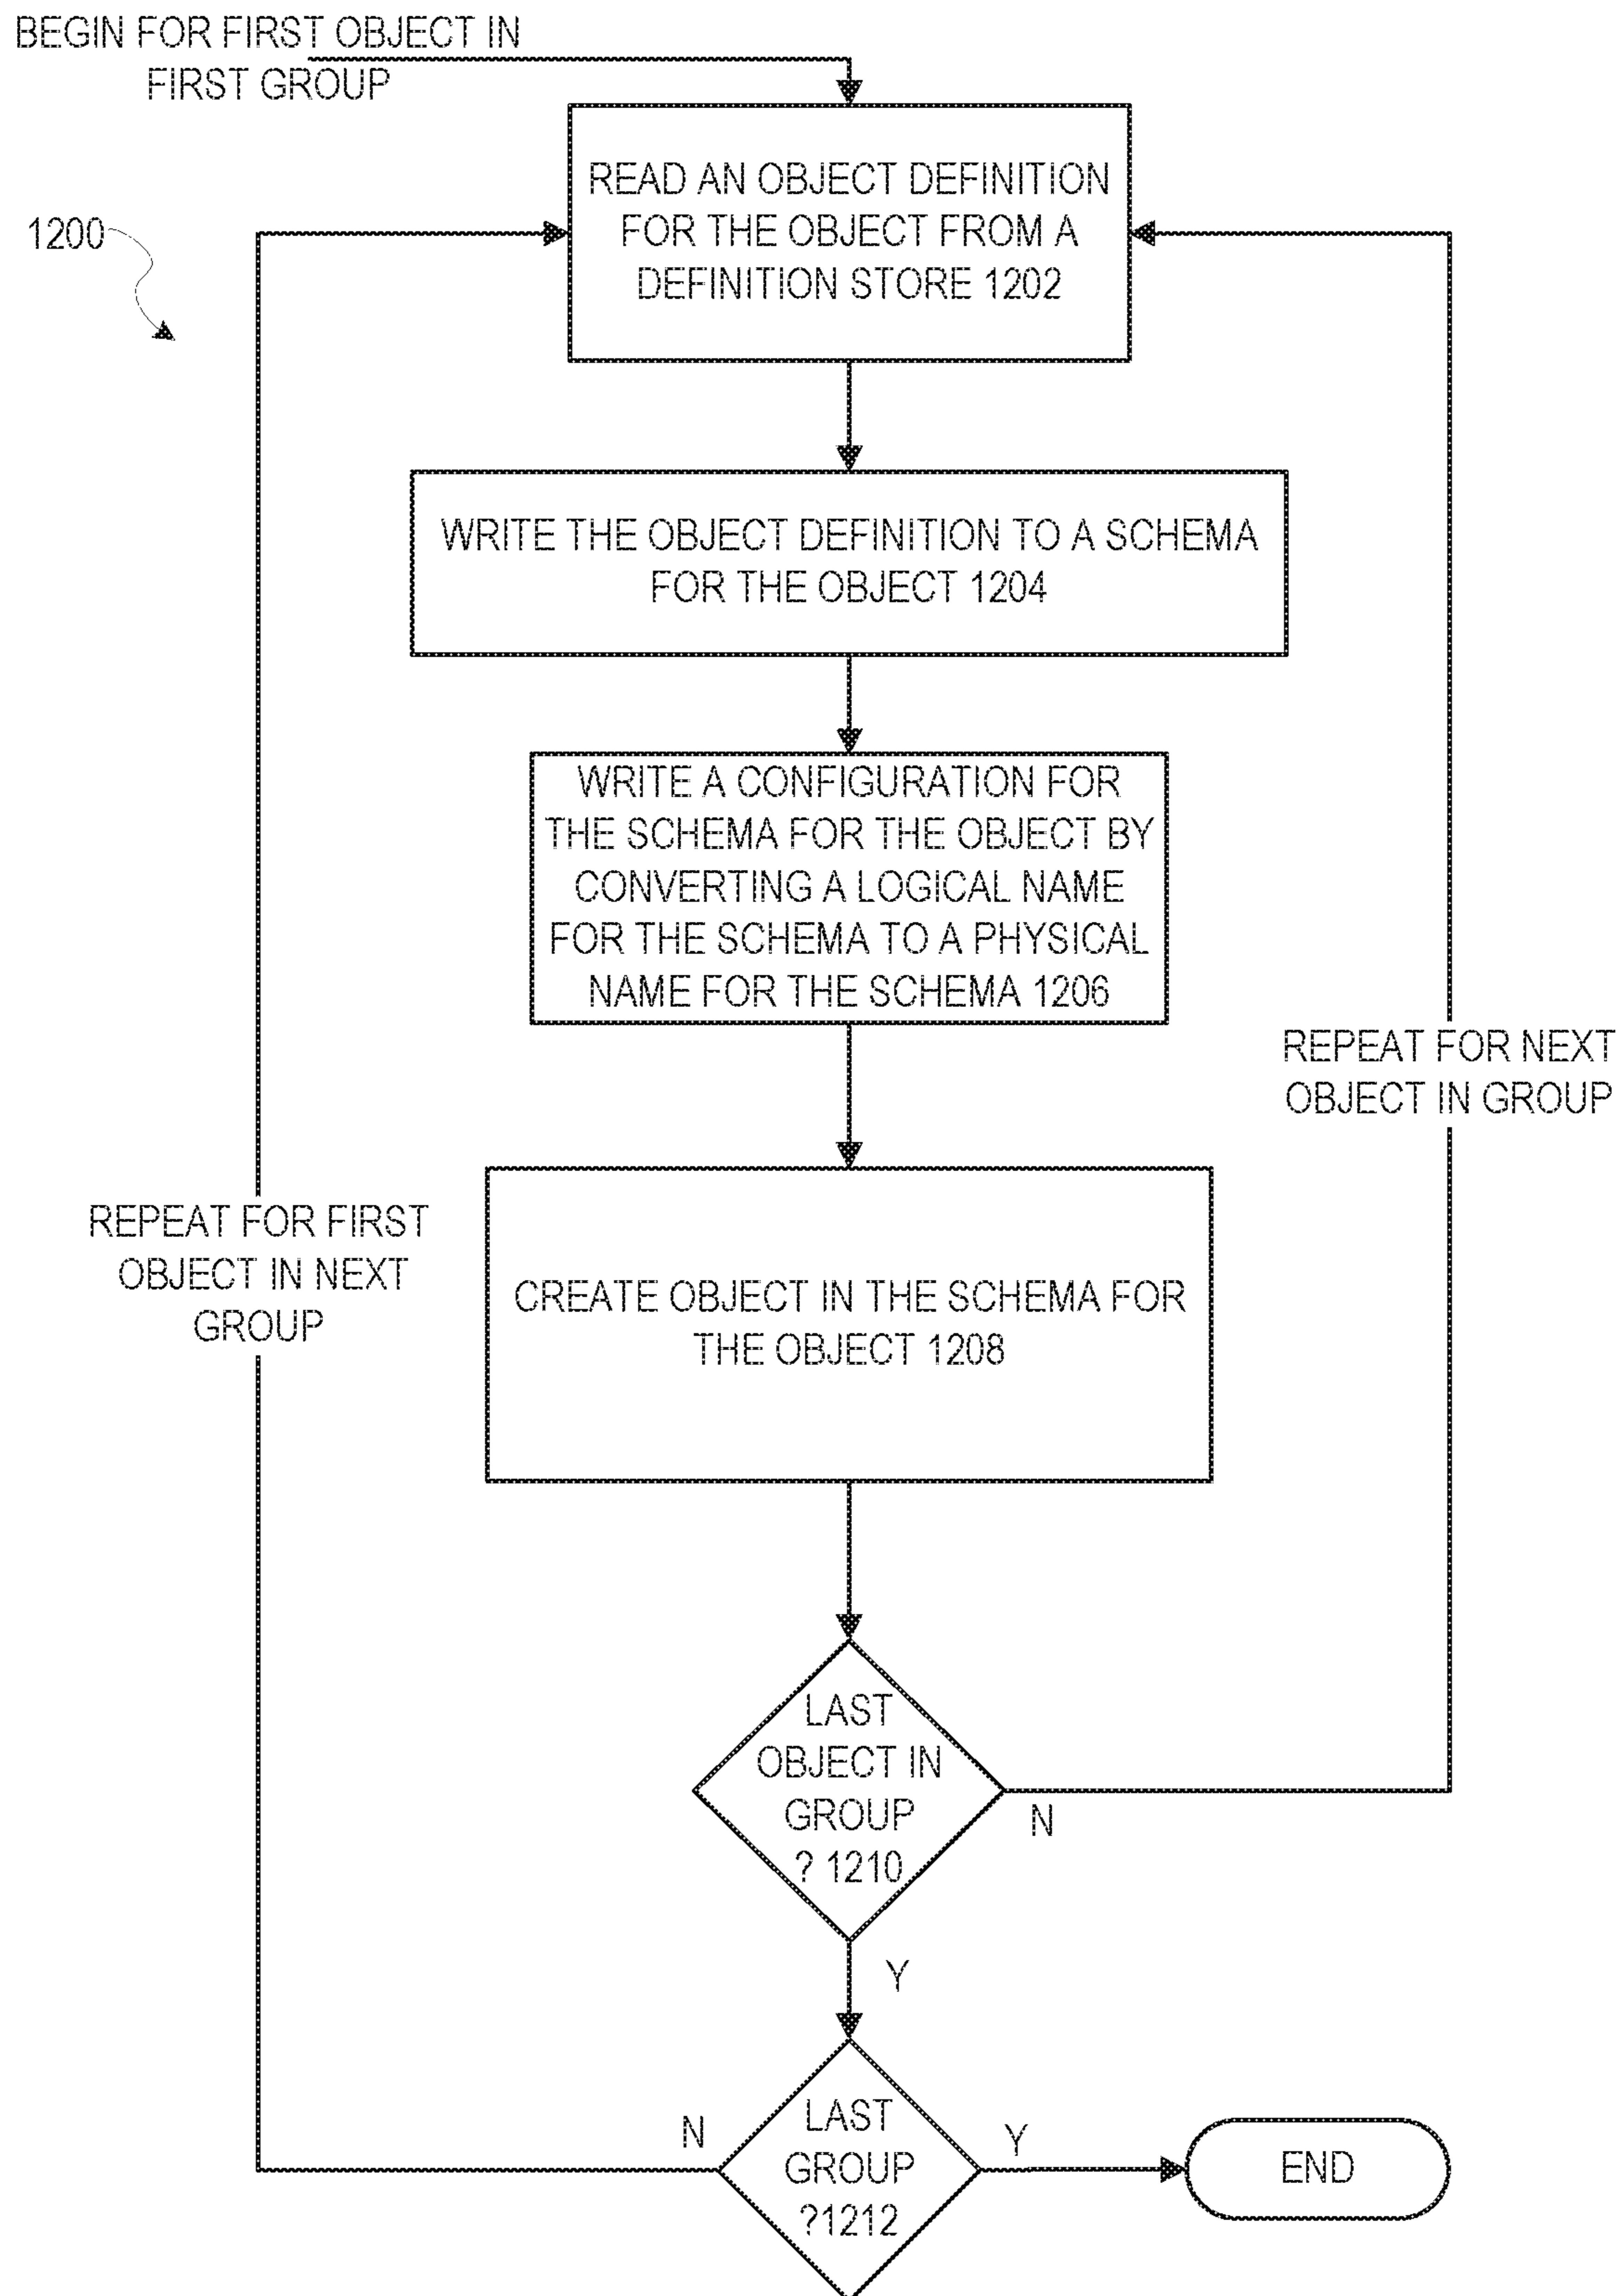 BEGIN FOR FIRST OBJECT IN
FIRST GROUP
1200
READ AN OBJECT DEFINITION
FOR THE OBJECT FROM A
DEFINITION STORE 1202
WRITE THE OBJECT DEFINITION TO A SCHEMA
FOR THE OBJECT 1204
WRITE A CONFIGURATION FOR
THE SCHEMA FOR THE OBJECT BY
CONVERTING A LOGICAL NAME
FOR THE SCHEMA TO A PHYSICAL
NAME FOR THE SCHEMA 1206
REPEAT FOR NEXT
OBJECT IN GROUP
REPEAT FOR FIRST
OBJECT IN NEXT
GROUP
CREATE OBJECT IN THE SCHEMA FOR
THE OBJECT 1208
LAST
OBJECT IN
GROUP
? 1210
N
Y
LAST
GROUP
?1212
N
Y
END